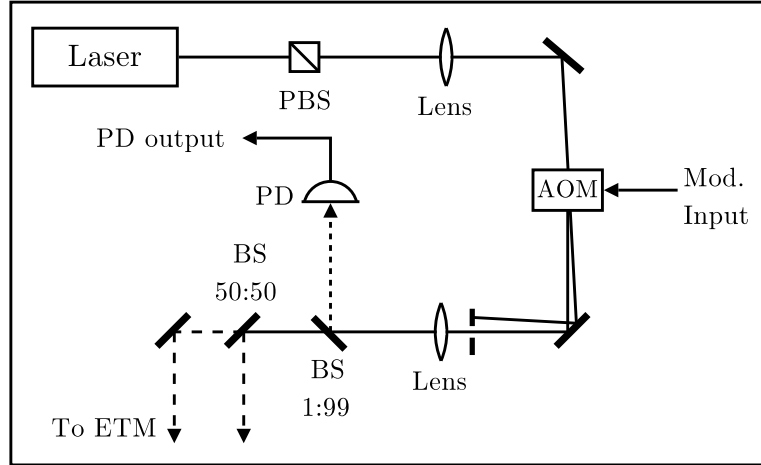 Laser
PBS
Lens
PD output
PD
AOM
Mod.
Input
BS
50:50
BS
1:99
Lens
To ETM